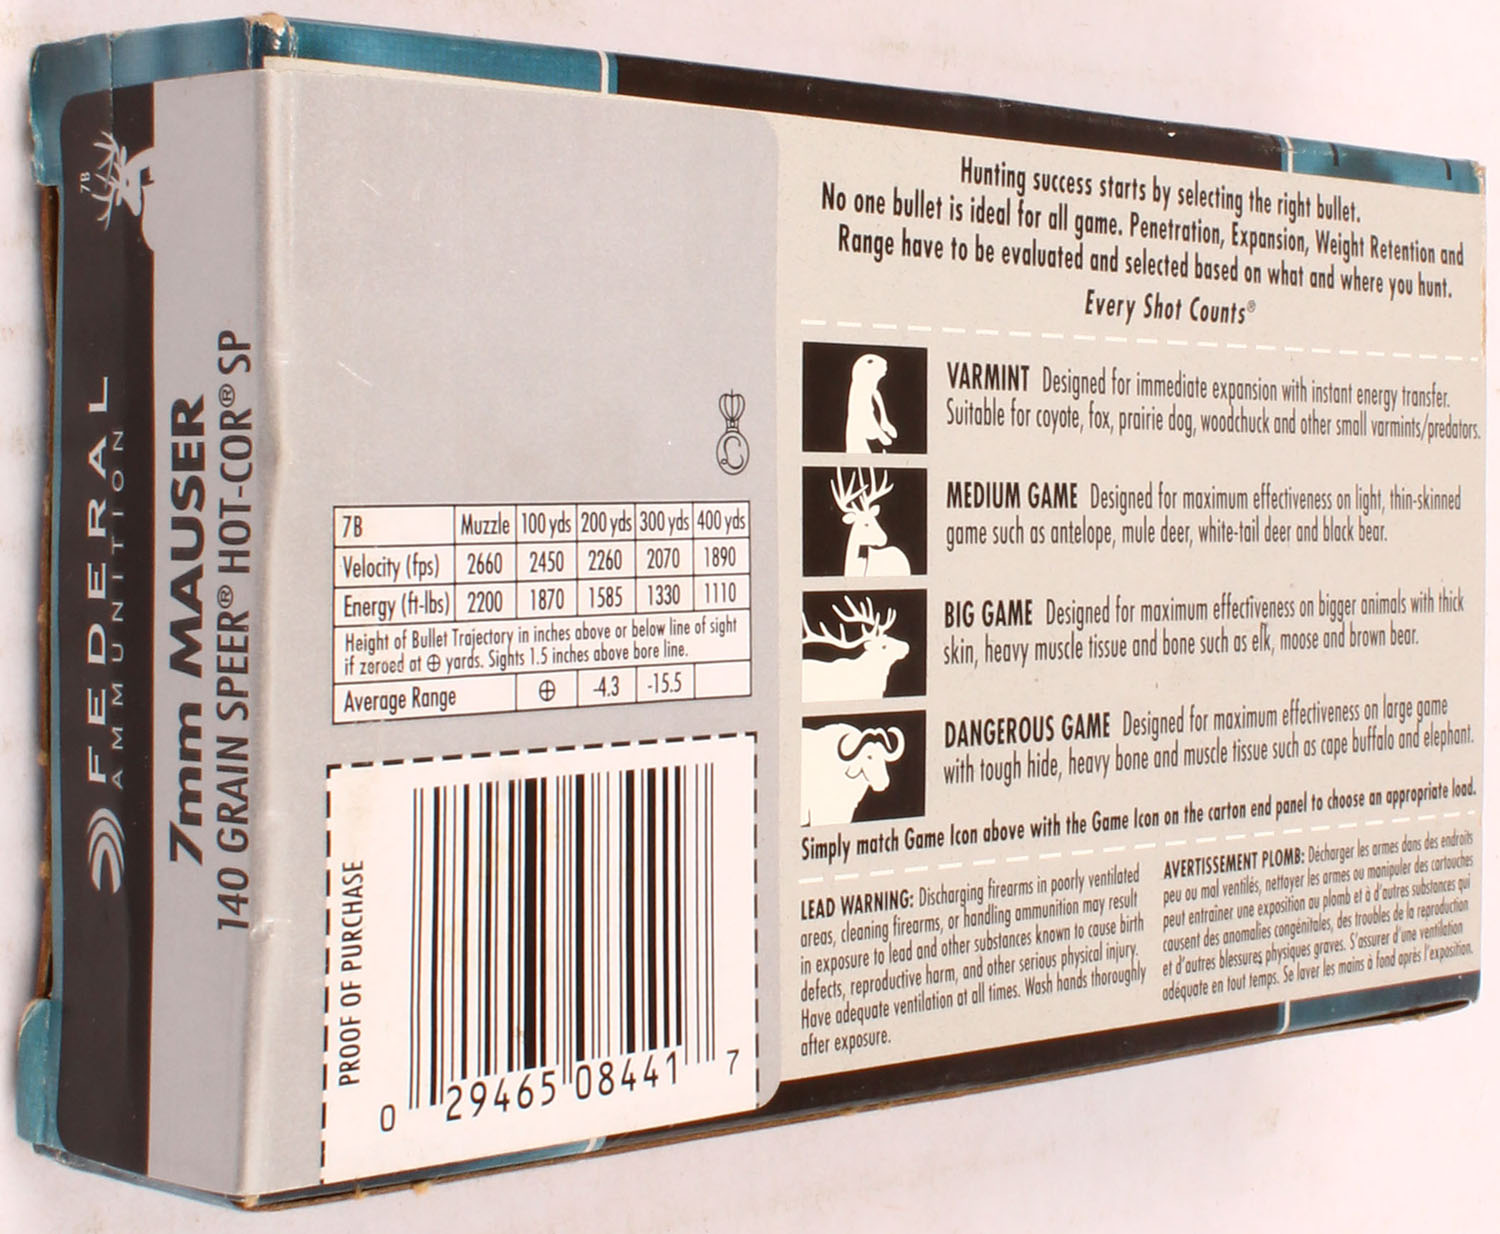 7B
FEDERAL
AMMUNITION
7mm MAUSER
140 GRAIN SPEER® HOT-COR® SP
7B Muzzle 100 yds 200 yds 300 yds 400 yds
Velocity (fps) 2660 2450 2260 2070 1890
Energy (ft-lbs) 2200 1870 1585 1330 1110
Height of Bullet Trajectory in inches above or below line of sight
if zeroed at ⊕ yards. Sights 1.5 inches above bore line.
Average Range ⊕ -4.3 -15.5
PROOF OF PURCHASE
0 29465 08441 7
Hunting success starts by selecting the right bullet.
No one bullet is ideal for all game. Penetration, Expansion, Weight Retention and
Range have to be evaluated and selected based on what and where you hunt.
Every Shot Counts®
VARMINT Designed for immediate expansion with instant energy transfer.
Suitable for coyote, fox, prairie dog, woodchuck and other small varmints/predators.
MEDIUM GAME Designed for maximum effectiveness on light, thin-skinned
game such as antelope, mule deer, white-tail deer and black bear.
BIG GAME Designed for maximum effectiveness on bigger animals with thick
skin, heavy muscle tissue and bone such as elk, moose and brown bear.
DANGEROUS GAME Designed for maximum effectiveness on large game
with tough hide, heavy bone and muscle tissue such as cape buffalo and elephant.
Simply match Game Icon above with the Game Icon on the carton end panel to choose an appropriate load.
LEAD WARNING: Discharging firearms in poorly ventilated
areas, cleaning firearms, or handling ammunition may result
in exposure to lead and other substances known to cause birth
defects, reproductive harm, and other serious physical injury.
Have adequate ventilation at all times. Wash hands thoroughly
after exposure.
AVERTISSEMENT PLOMB: Décharger les armes dans des endroits
peu ou mal ventilés, nettoyer les armes ou manipuler des cartouches
peut entraîner une exposition au plomb et à d'autres substances qui
causent des anomalies congénitales, des troubles de la reproduction
et d'autres blessures physiques graves. S'assurer d'une ventilation
adéquate en tout temps. Se laver les mains à fond après l'exposition.